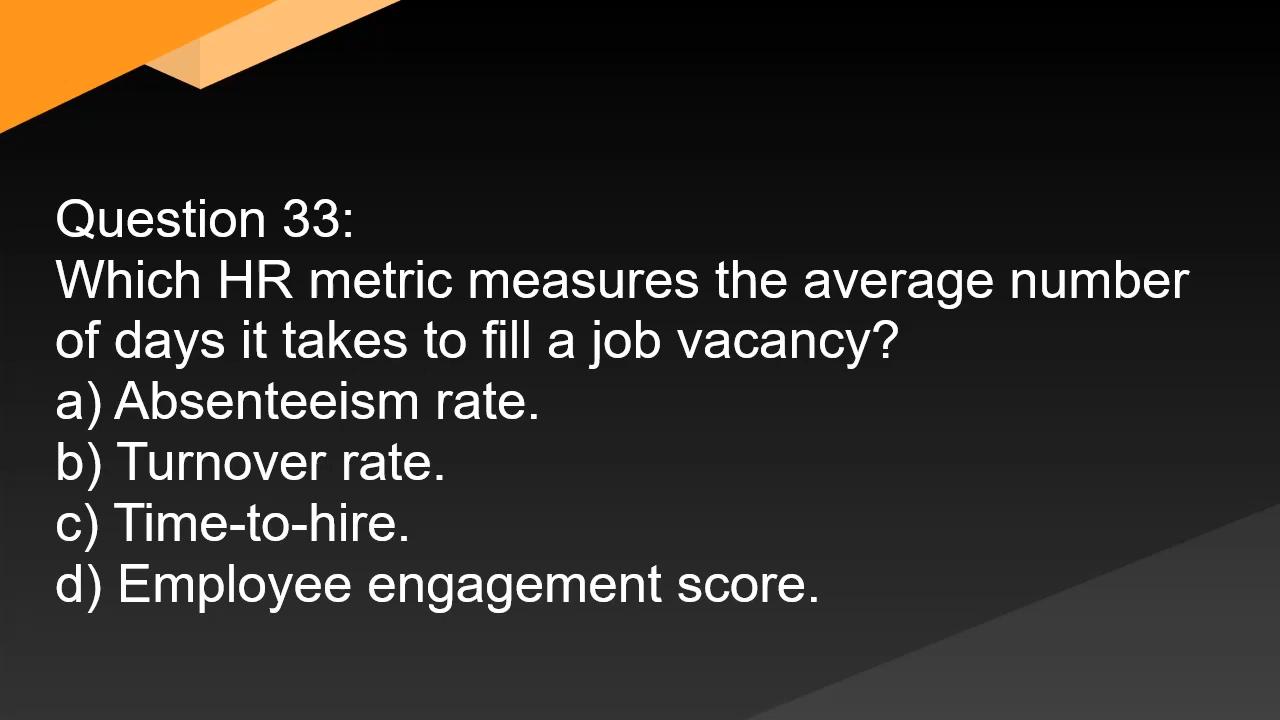 Question 33:
Which HR metric measures the average number
of days it takes to fill a job vacancy?
a) Absenteeism rate.
b) Turnover rate.
c) Time-to-hire.
d) Employee engagement score.